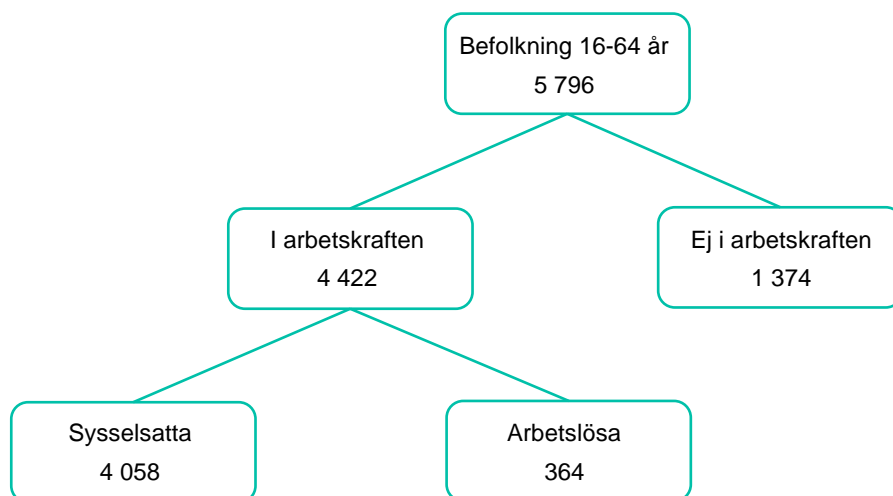 Befolkning 16-64 år
5 796
I arbetskraften
4 422
Ej i arbetskraften
1 374
Sysselsatta
4 058
Arbetslösa
364